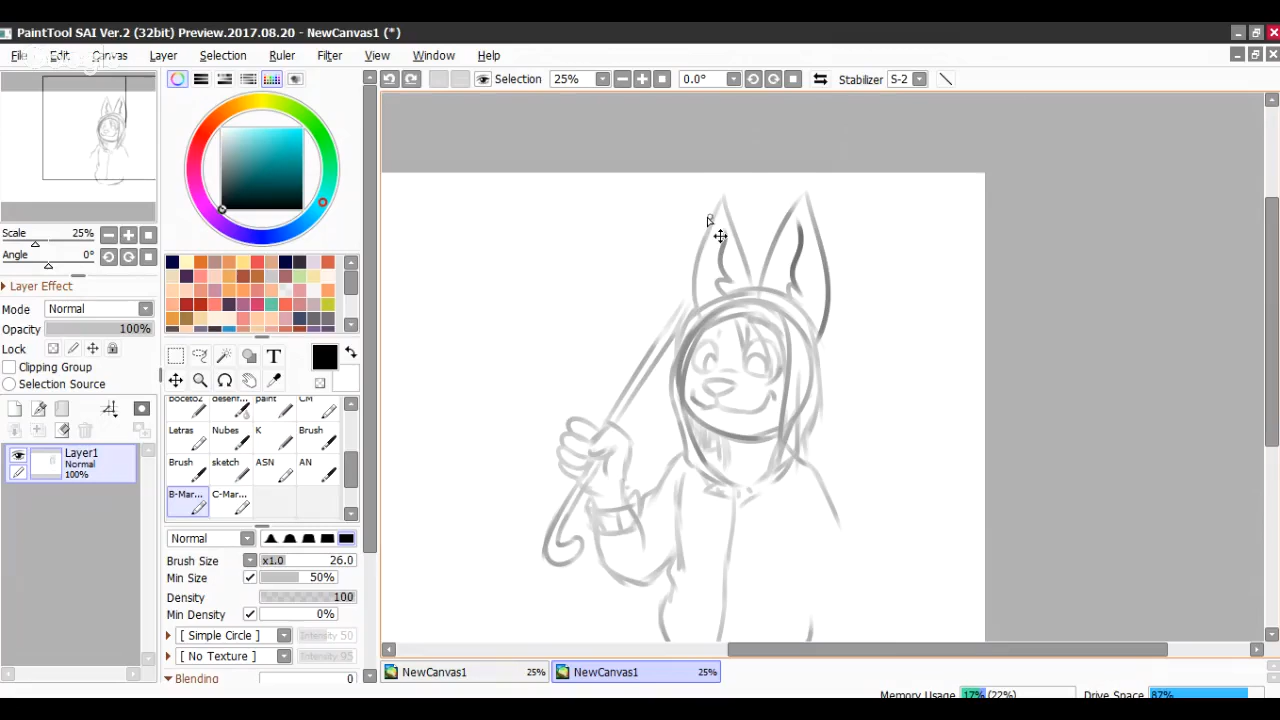 PaintTool SAI Ver.2 (32bit) Preview.2017.08.20 - NewCanvas1 (*)
File Edit Canvas Layer Selection Ruler Filter View Window Help
Selection 25% 0.0° Stabilizer S-2
Scale 25%
Angle 0°
Layer Effect
Mode Normal
Opacity 100%
Lock
Clipping Group
Selection Source
Layer1
Normal
100%
T
boceto2 desenf... paint CM
Letras Nubes K Brush
Brush sketch ASN AN
B-Mar... C-Mar...
Normal
Brush Size x1.0 26.0
Min Size 50%
Density 100
Min Density 0%
[ Simple Circle ] Intensity 50
[ No Texture ] Intensity 95
Blending 0
NewCanvas1 25% NewCanvas1 25%
Memory Usage 17% (22%) Drive Space 87%